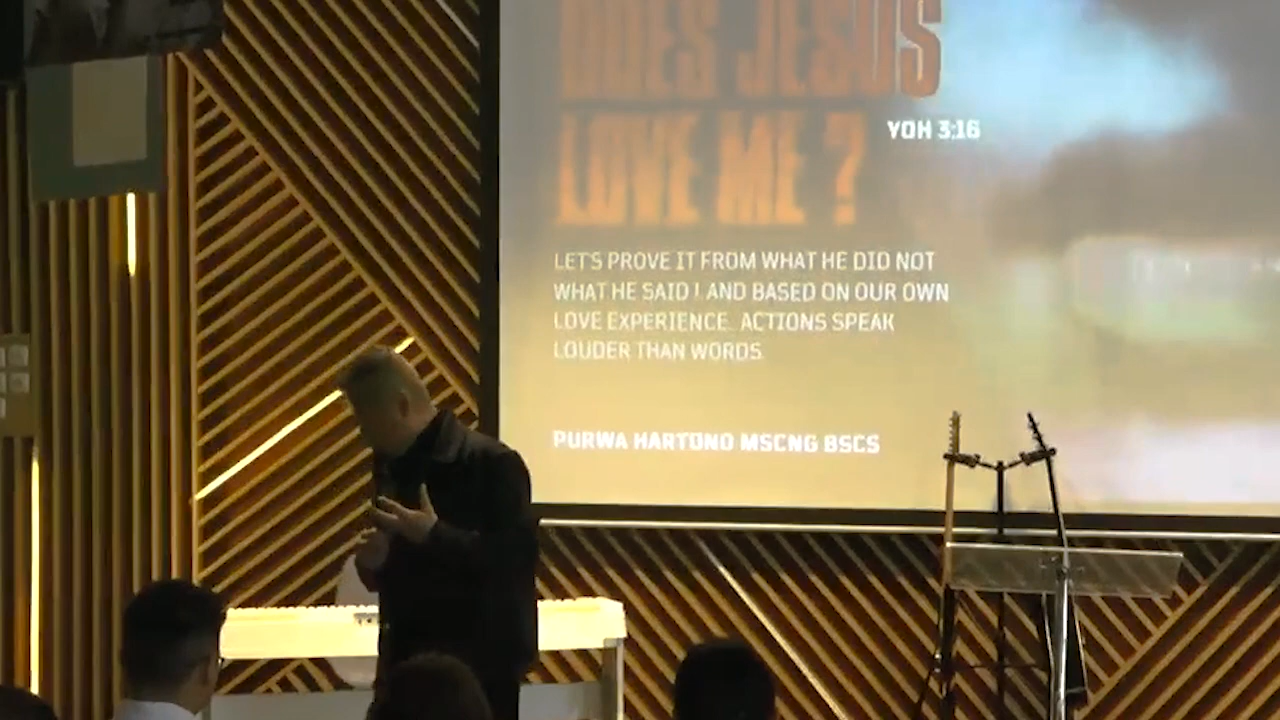 DOES JESUS
LOVE ME ?
YOH 3:16
LET'S PROVE IT FROM WHAT HE DID NOT
WHAT HE SAID ! AND BASED ON OUR OWN
LOVE EXPERIENCE. ACTIONS SPEAK
LOUDER THAN WORDS.
PURWA HARTONO MSCNG BSCS